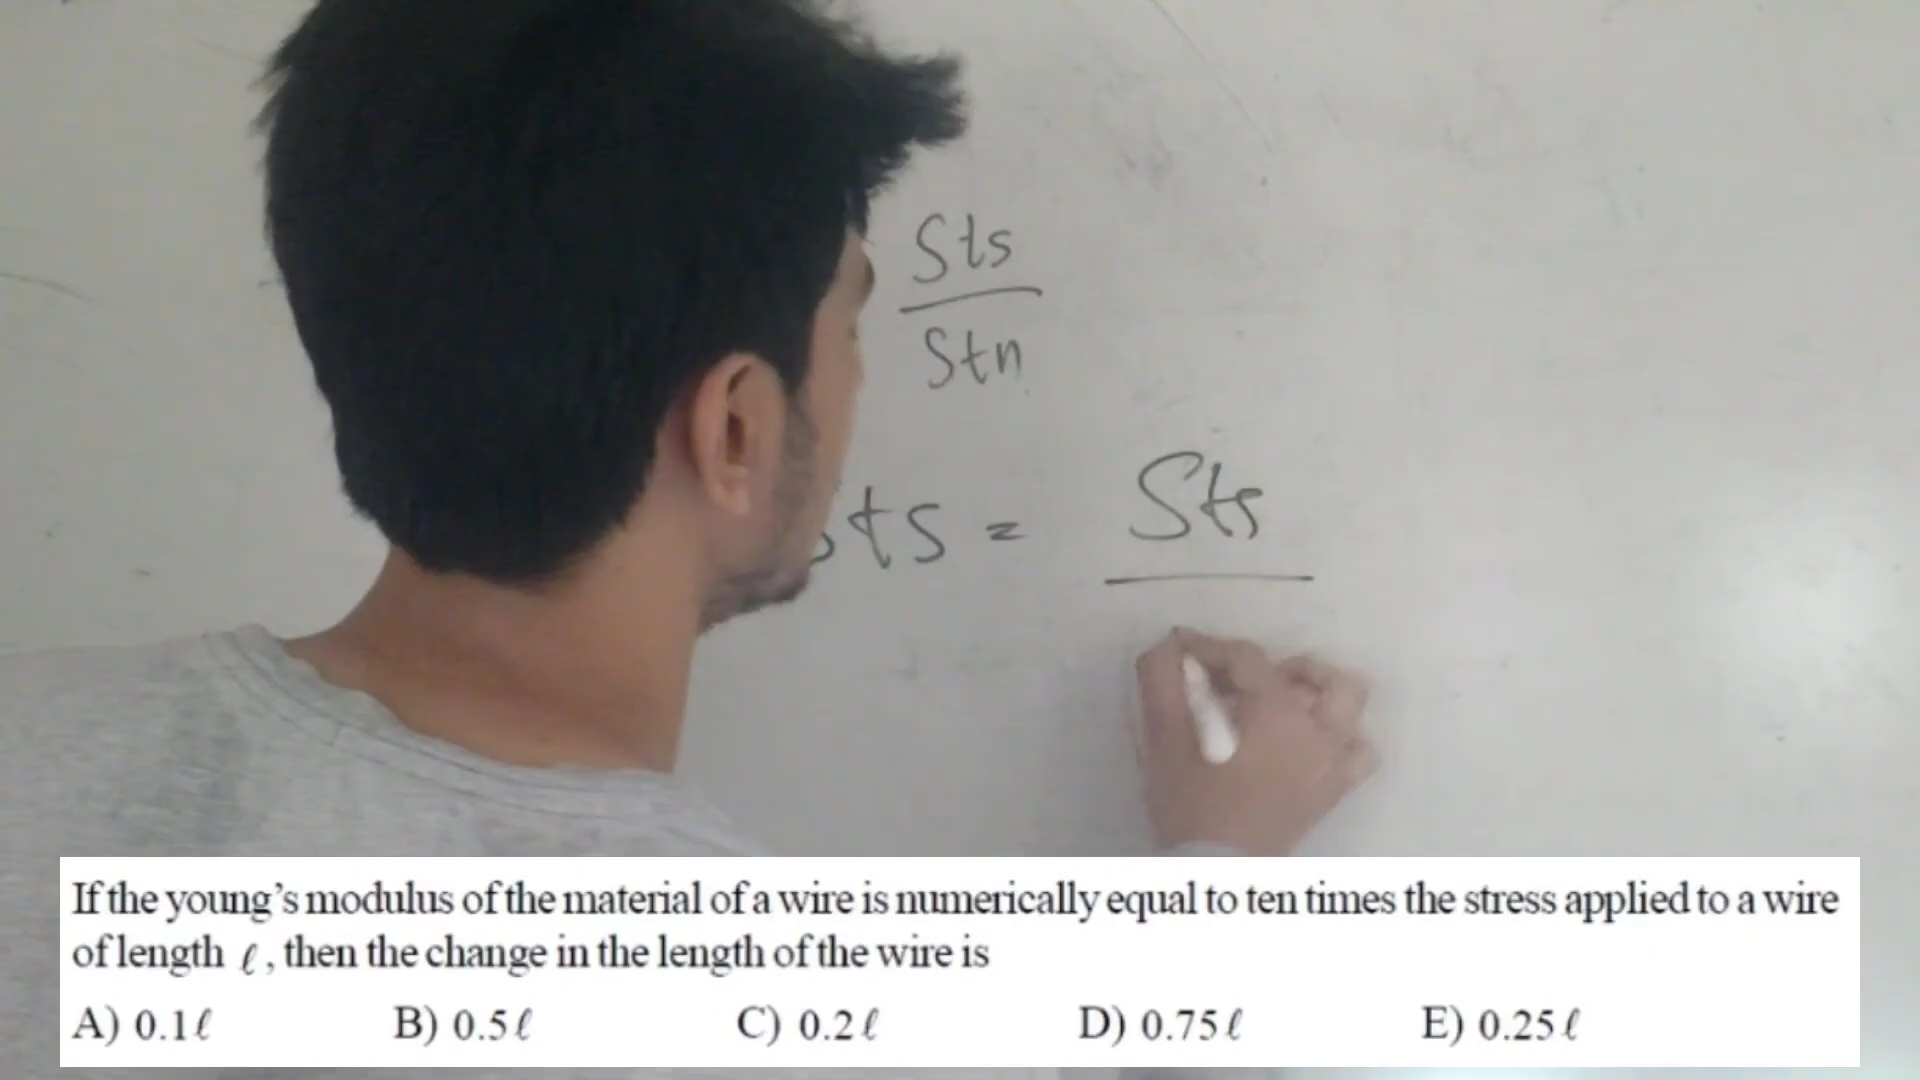 Sts
Stn
ts = Sts
If the young's modulus of the material of a wire is numerically equal to ten times the stress applied to a wire
of length ℓ, then the change in the length of the wire is
A) 0.1ℓ B) 0.5ℓ C) 0.2ℓ D) 0.75ℓ E) 0.25ℓ